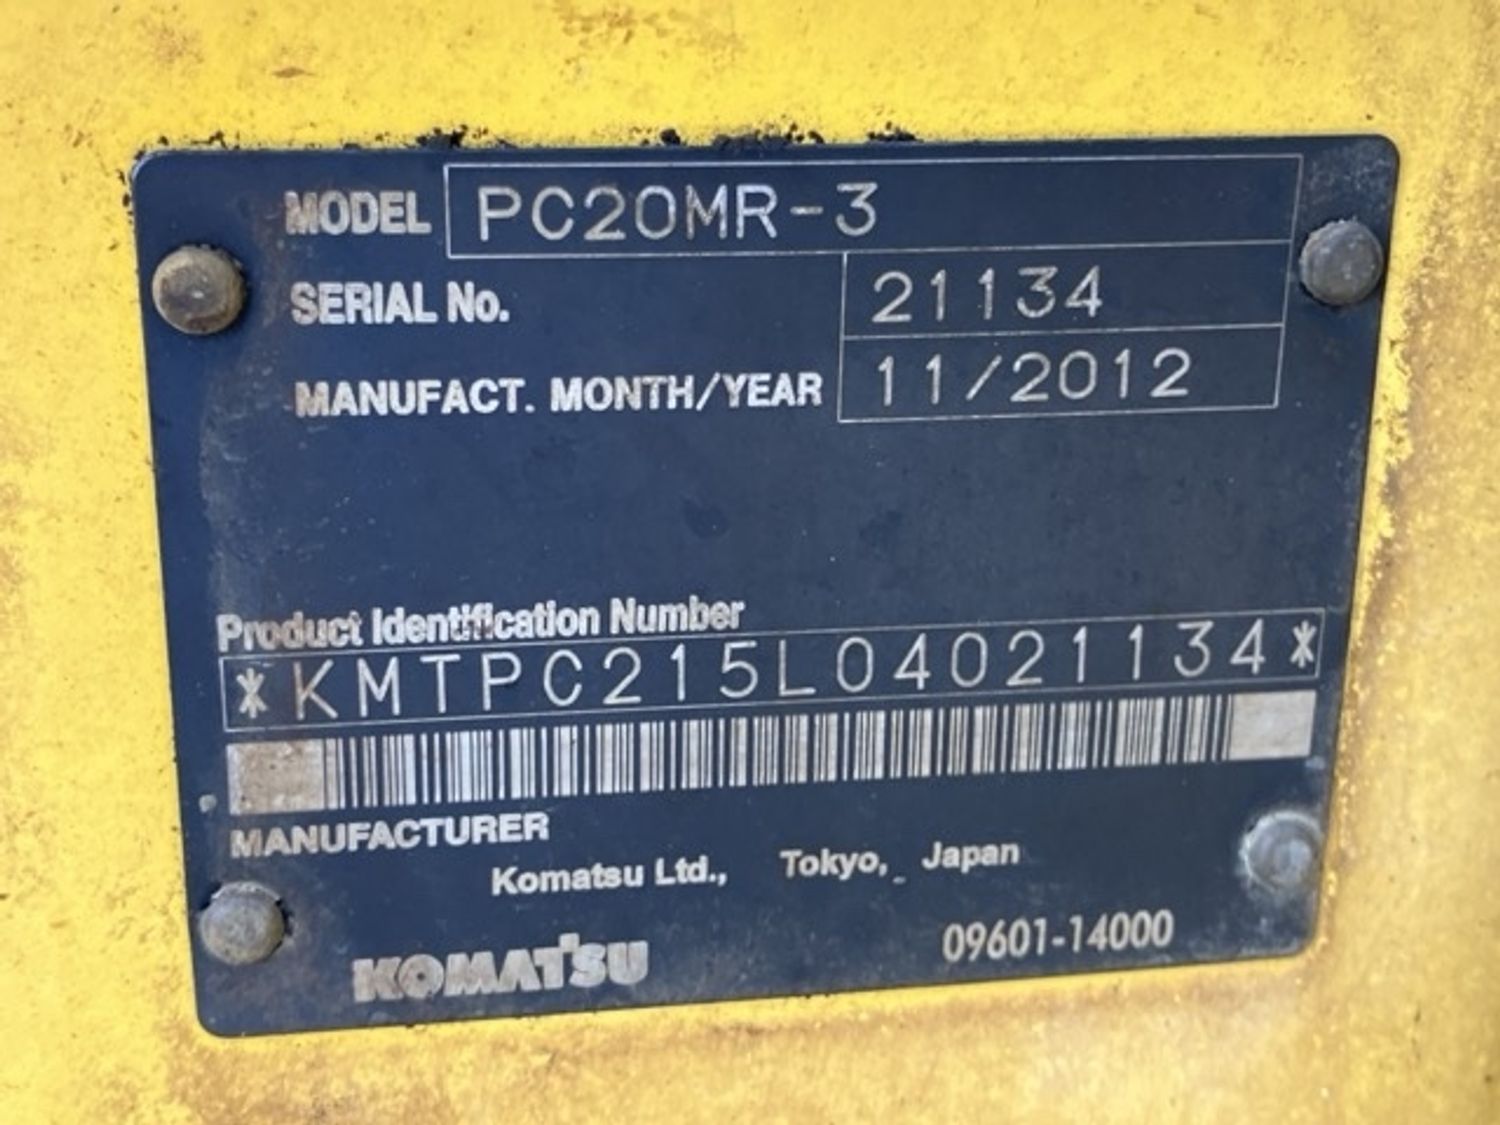 MODEL PC20MR-3
SERIAL No. 21134
MANUFACT. MONTH/YEAR 11/2012
Product Identification Number
*KMTPC215L04021134*
MANUFACTURER
Komatsu Ltd., Tokyo, Japan
KOMATSU 09601-14000